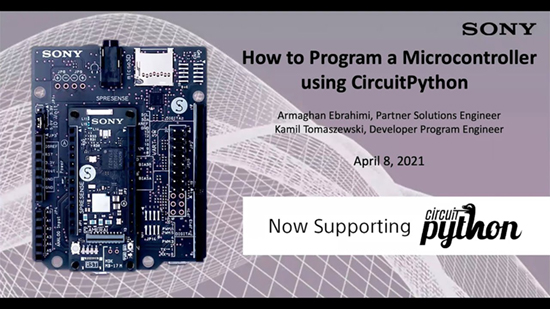 SONY
How to Program a Microcontroller
using CircuitPython
Armaghan Ebrahimi, Partner Solutions Engineer
Kamil Tomaszewski, Developer Program Engineer
April 8, 2021
Now Supporting circuit python
SONY
SPRESENSE
SONY
SPRESENSE